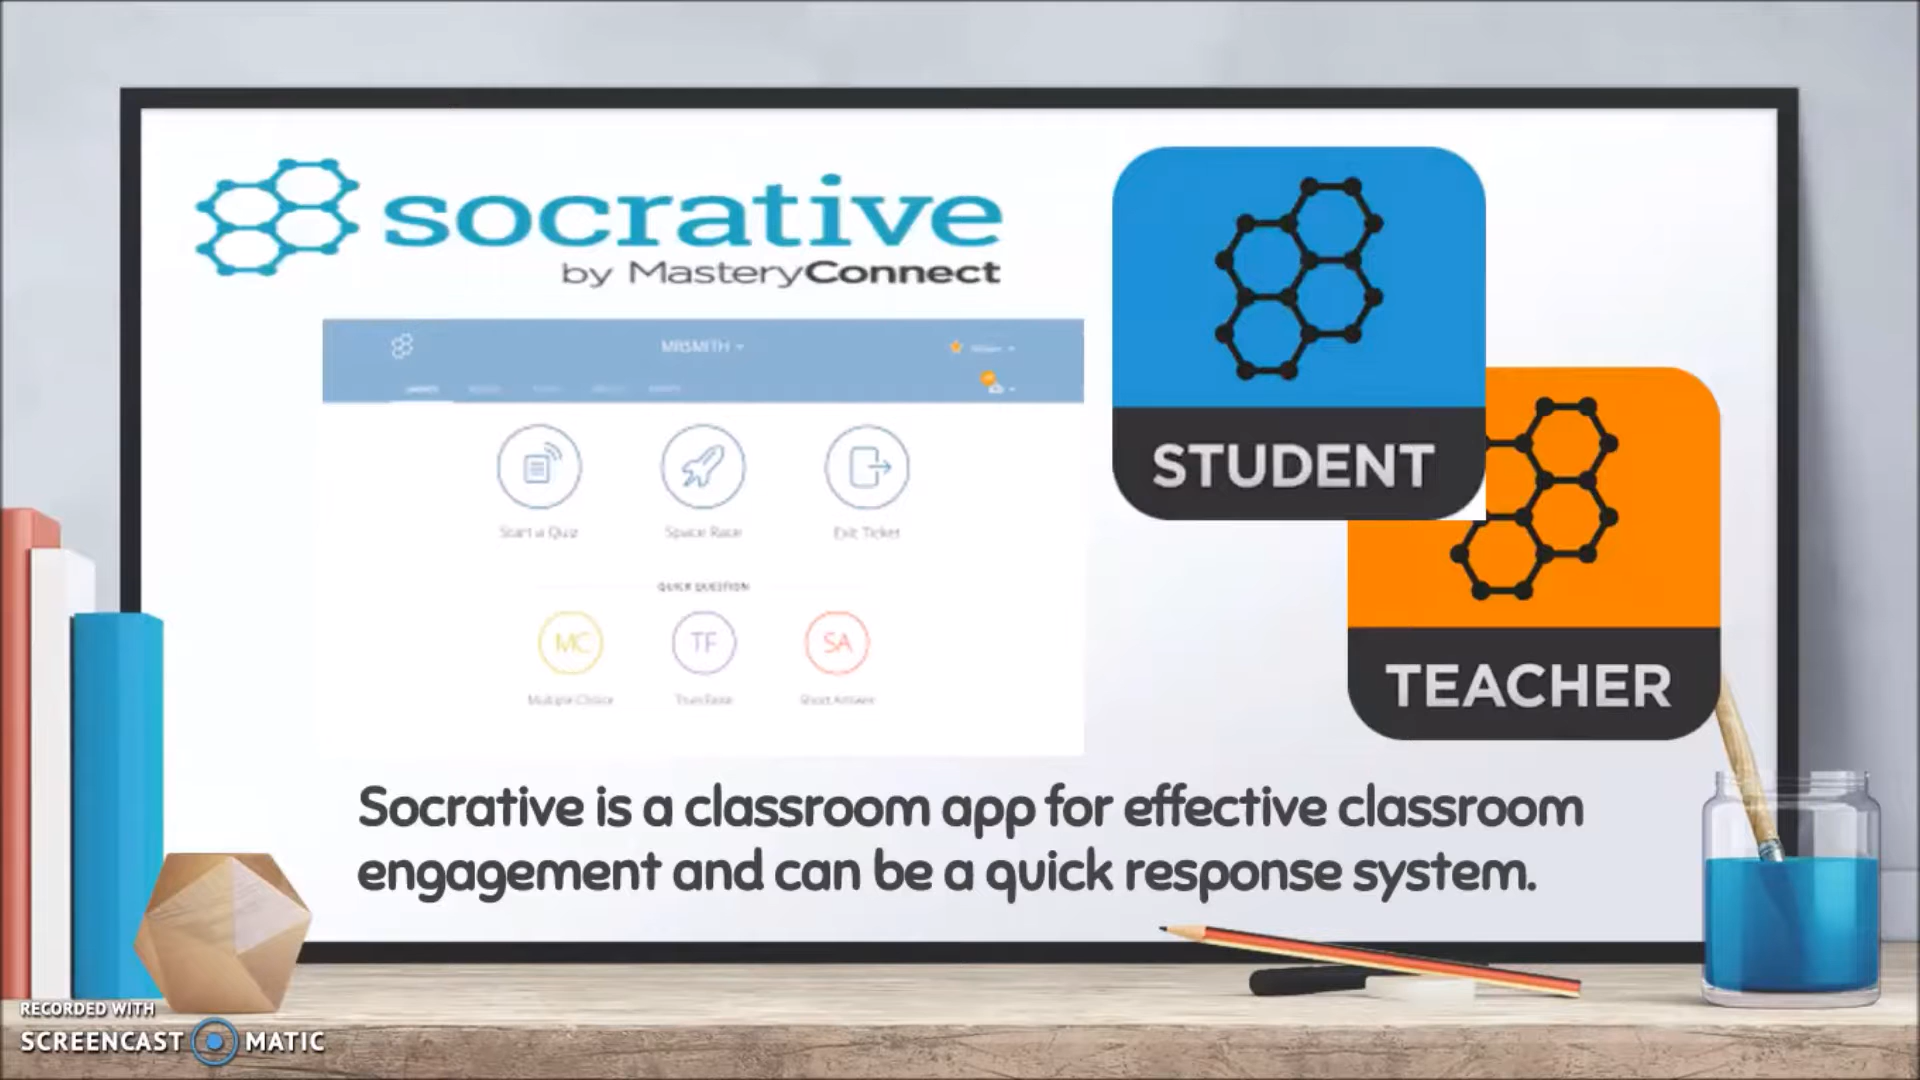 socrative
by MasteryConnect
MRSMITH
Start a Quiz
Space Race
Exit Ticket
QUICK QUESTION
MC
TF
SA
Multiple Choice
True/False
Short Answer
STUDENT
TEACHER
Socrative is a classroom app for effective classroom
engagement and can be a quick response system.
RECORDED WITH
SCREENCAST MATIC